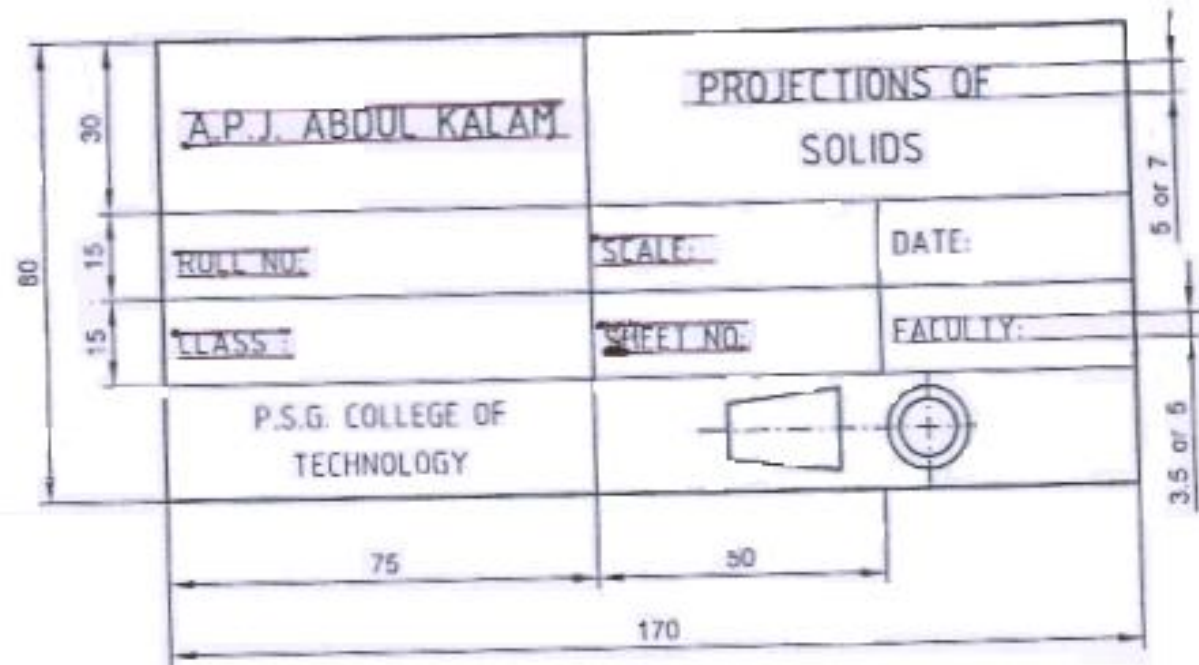 A.P.J. ABDUL KALAM
PROJECTIONS OF
SOLIDS
ROLL NO:
SCALE:
DATE:
CLASS :
SHEET NO:
FACULTY:
P.S.G. COLLEGE OF
TECHNOLOGY
80
30
15
15
5 or 7
3.5 or 5
75
50
170